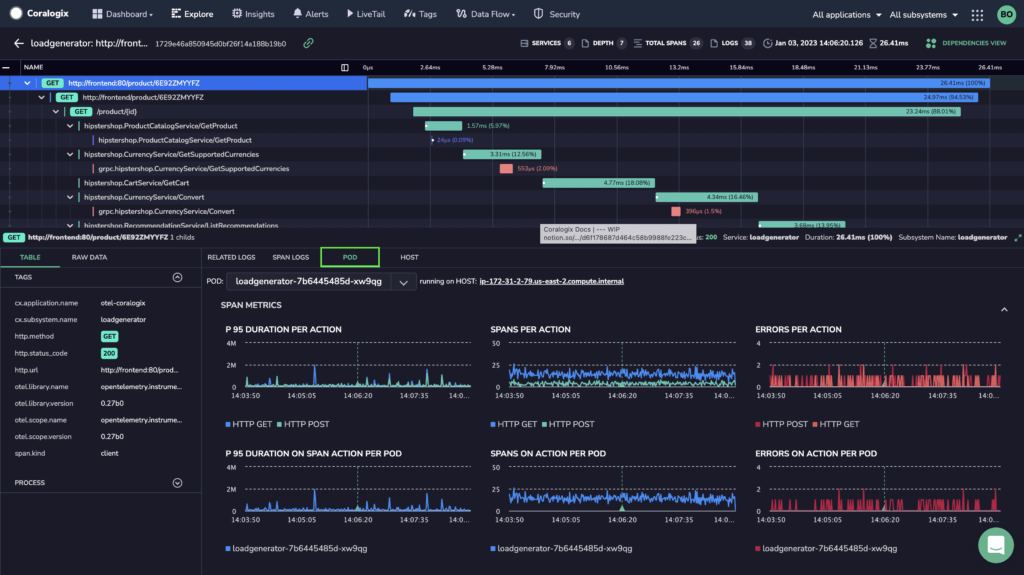 Coralogix Dashboard Explore Insights Alerts LiveTail Tags Data Flow Security All applications All subsystems BO
loadgenerator: http://front... 1729e46a850945d0bf26f14a188b19b0 SERVICES 6 DEPTH 7 TOTAL SPANS 26 LOGS 38 Jan 03, 2023 14:06:20.126 26.41ms DEPENDENCIES VIEW
NAME 0μs 2.64ms 5.28ms 7.92ms 10.56ms 13.2ms 15.84ms 18.48ms 21.13ms 23.77ms 26.41ms
GET http://frontend:80/product/6E92ZMYYFZ 26.41ms (100%)
GET http://frontend/product/6E92ZMYYFZ 24.97ms (94.53%)
GET /product/{id} 23.24ms (88.01%)
hipstershop.ProductCatalogService/GetProduct 1.57ms (5.97%)
hipstershop.ProductCatalogService/GetProduct 24μs (0.09%)
hipstershop.CurrencyService/GetSupportedCurrencies 3.31ms (12.56%)
grpc.hipstershop.CurrencyService/GetSupportedCurrencies 553μs (2.09%)
hipstershop.CartService/GetCart 4.77ms (18.08%)
hipstershop.CurrencyService/Convert 4.34ms (16.46%)
grpc.hipstershop.CurrencyService/Convert 396μs (1.5%)
hipstershop.RecommendationService/ListRecommendations 3.68ms (13.95%)
Coralogix Docs | --- WIP
notion.so/.../d6f178687d464c58b9988fe223c...
GET http://frontend:80/product/6E92ZMYYFZ 1 childs 200 Service: loadgenerator Duration: 26.41ms (100%) Subsystem Name: loadgenerator
TABLE RAW DATA RELATED LOGS SPAN LOGS POD HOST
TAGS
cx.application.name otel-coralogix
cx.subsystem.name loadgenerator
http.method GET
http.status_code 200
http.url http://frontend:80/prod...
otel.library.name opentelemetry.instrume...
otel.library.version 0.27b0
otel.scope.name opentelemetry.instrume...
otel.scope.version 0.27b0
span.kind client
PROCESS
POD: loadgenerator-7b6445485d-xw9qg running on HOST: ip-172-31-2-79.us-east-2.compute.internal
SPAN METRICS
P 95 DURATION PER ACTION SPANS PER ACTION ERRORS PER ACTION
4M 50 4
2M 25 2
0 0 0
14:03:50 14:05:05 14:06:20 14:07:35 14:0... 14:03:50 14:05:05 14:06:20 14:07:35 14:0... 14:03:50 14:05:05 14:06:20 14:07:35 14:0...
HTTP GET HTTP POST HTTP GET HTTP POST HTTP POST HTTP GET
P 95 DURATION ON SPAN ACTION PER POD SPANS ON ACTION PER POD ERRORS ON ACTION PER POD
4M 50 4
2M 25 2
0 0 0
14:03:50 14:05:05 14:06:20 14:07:35 14:0... 14:03:50 14:05:05 14:06:20 14:07:35 14:0... 14:03:50 14:05:05 14:06:20 14:07:35 14:0...
loadgenerator-7b6445485d-xw9qg loadgenerator-7b6445485d-xw9qg loadgenerator-7b6445485d-xw9qg